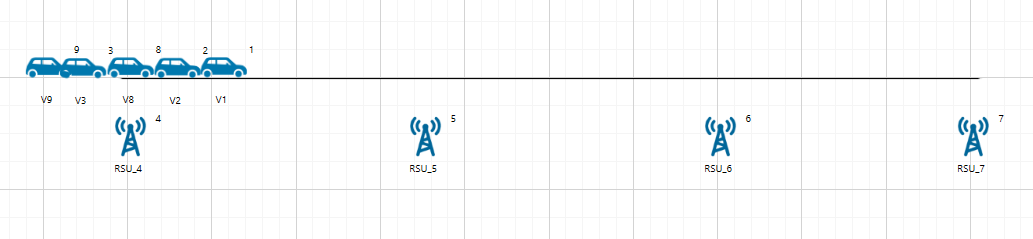 9 3 8 2 1
V9 V3 V8 V2 V1
4 5 6 7
RSU_4 RSU_5 RSU_6 RSU_7